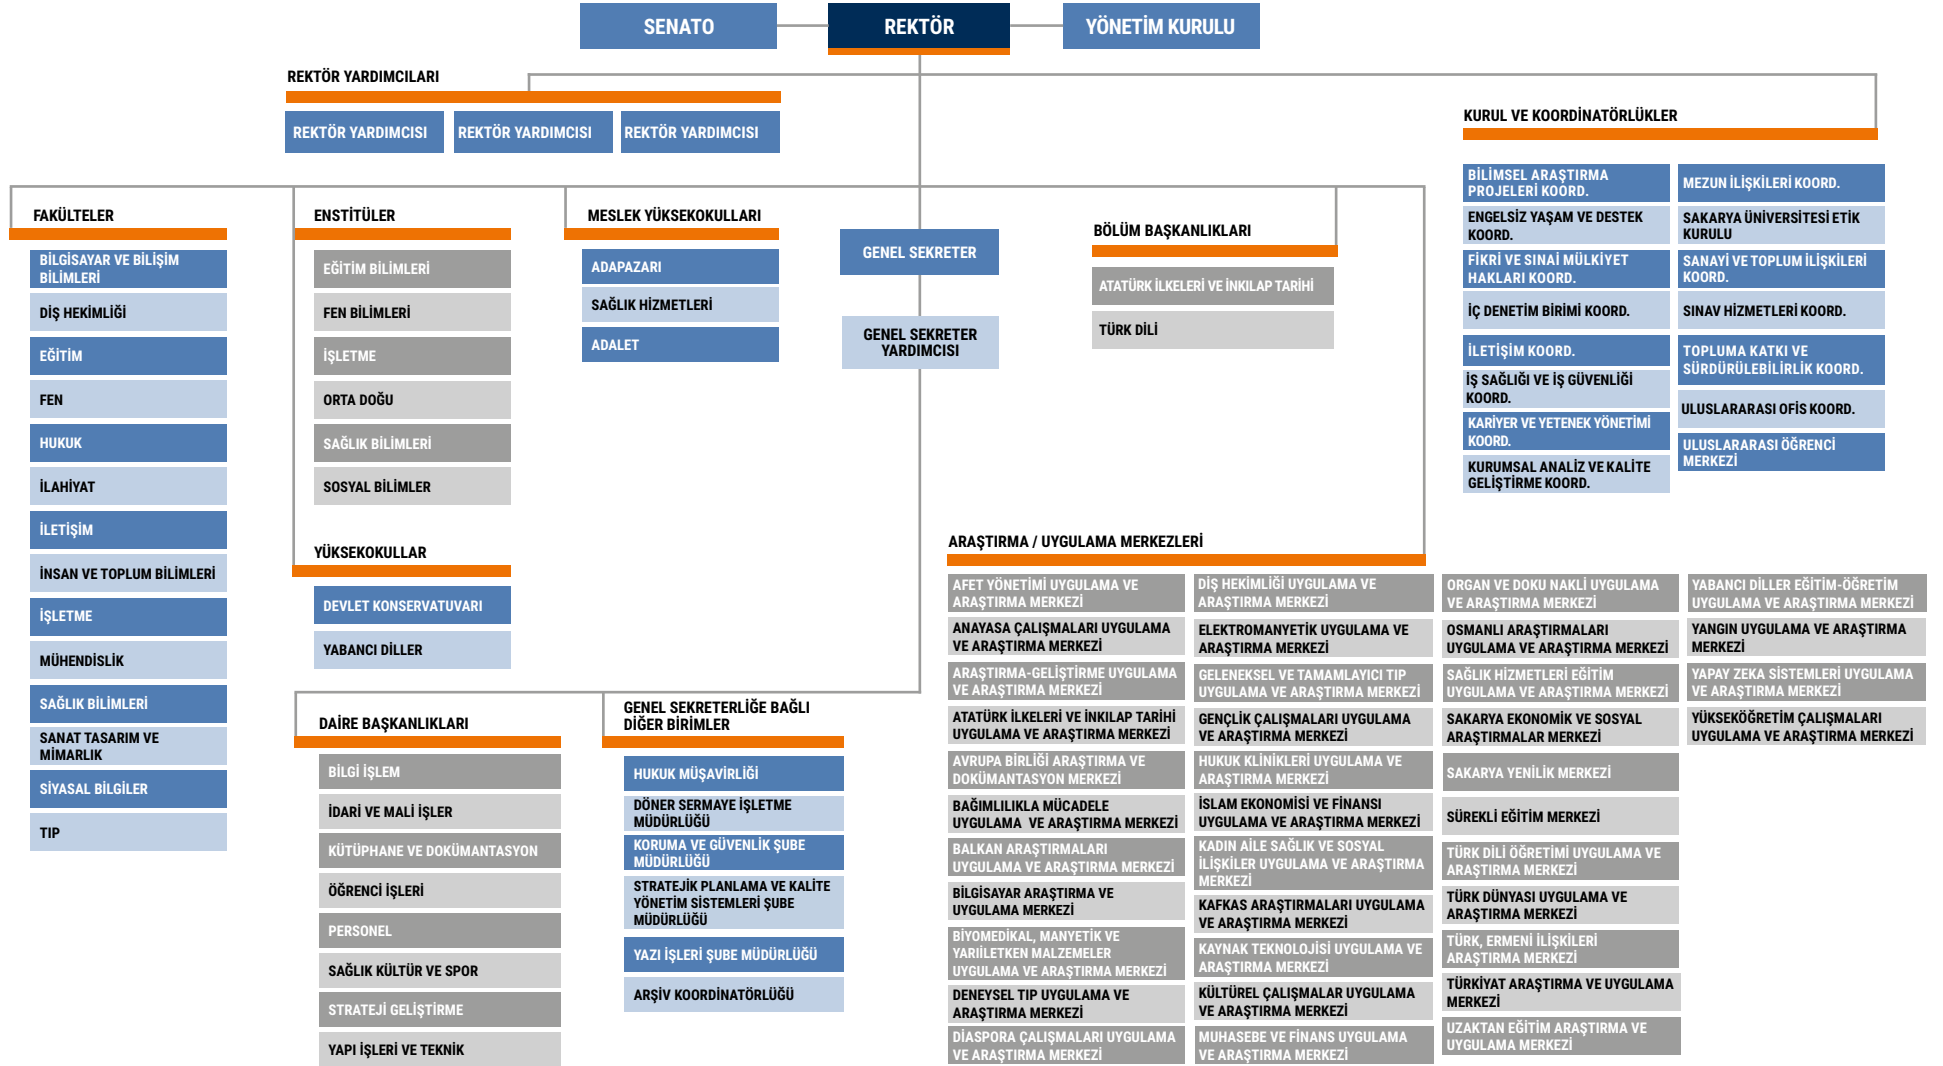 SENATO
REKTÖR
YÖNETİM KURULU
REKTÖR YARDIMCILARI
REKTÖR YARDIMCISI
REKTÖR YARDIMCISI
REKTÖR YARDIMCISI
KURUL VE KOORDİNATÖRLÜKLER
BİLİMSEL ARAŞTIRMA
PROJELERİ KOORD.
ENGELSİZ YAŞAM VE DESTEK
KOORD.
FİKRİ VE SINAİ MÜLKİYET
HAKLARI KOORD.
İÇ DENETİM BİRİMİ KOORD.
İLETİŞİM KOORD.
İŞ SAĞLIĞI VE İŞ GÜVENLİĞİ
KOORD.
KARİYER VE YETENEK YÖNETİMİ
KOORD.
KURUMSAL ANALİZ VE KALİTE
GELİŞTİRME KOORD.
MEZUN İLİŞKİLERİ KOORD.
SAKARYA ÜNİVERSİTESİ ETİK
KURULU
SANAYİ VE TOPLUM İLİŞKİLERİ
KOORD.
SINAV HİZMETLERİ KOORD.
TOPLUMA KATKI VE
SÜRDÜRÜLEBİLİRLİK KOORD.
ULUSLARARASI OFİS KOORD.
ULUSLARARASI ÖĞRENCİ
MERKEZİ
FAKÜLTELER
BİLGİSAYAR VE BİLİŞİM
BİLİMLERİ
DİŞ HEKİMLİĞİ
EĞİTİM
FEN
HUKUK
İLAHİYAT
İLETİŞİM
İNSAN VE TOPLUM BİLİMLERİ
İŞLETME
MÜHENDİSLİK
SAĞLIK BİLİMLERİ
SANAT TASARIM VE
MİMARLIK
SİYASAL BİLGİLER
TIP
ENSTİTÜLER
EĞİTİM BİLİMLERİ
FEN BİLİMLERİ
İŞLETME
ORTA DOĞU
SAĞLIK BİLİMLERİ
SOSYAL BİLİMLER
YÜKSEKOKULLAR
DEVLET KONSERVATUVARI
YABANCI DİLLER
MESLEK YÜKSEKOKULLARI
ADAPAZARI
SAĞLIK HİZMETLERİ
ADALET
GENEL SEKRETER
GENEL SEKRETER
YARDIMCISI
BÖLÜM BAŞKANLIKLARI
ATATÜRK İLKELERİ VE İNKILAP TARİHİ
TÜRK DİLİ
DAİRE BAŞKANLIKLARI
BİLGİ İŞLEM
İDARİ VE MALİ İŞLER
KÜTÜPHANE VE DOKÜMANTASYON
ÖĞRENCİ İŞLERİ
PERSONEL
SAĞLIK KÜLTÜR VE SPOR
STRATEJİ GELİŞTİRME
YAPI İŞLERİ VE TEKNİK
GENEL SEKRETERLİĞE BAĞLI
DİĞER BİRİMLER
HUKUK MÜŞAVİRLİĞİ
DÖNER SERMAYE İŞLETME
MÜDÜRLÜĞÜ
KORUMA VE GÜVENLİK ŞUBE
MÜDÜRLÜĞÜ
STRATEJİK PLANLAMA VE KALİTE
YÖNETİM SİSTEMLERİ ŞUBE
MÜDÜRLÜĞÜ
YAZI İŞLERİ ŞUBE MÜDÜRLÜĞÜ
ARŞİV KOORDİNATÖRLÜĞÜ
ARAŞTIRMA / UYGULAMA MERKEZLERİ
AFET YÖNETİMİ UYGULAMA VE
ARAŞTIRMA MERKEZİ
ANAYASA ÇALIŞMALARI UYGULAMA
VE ARAŞTIRMA MERKEZİ
ARAŞTIRMA-GELİŞTİRME UYGULAMA
VE ARAŞTIRMA MERKEZİ
ATATÜRK İLKELERİ VE İNKILAP TARİHİ
UYGULAMA VE ARAŞTIRMA MERKEZİ
AVRUPA BİRLİĞİ ARAŞTIRMA VE
DOKÜMANTASYON MERKEZİ
BAĞIMLILIKLA MÜCADELE
UYGULAMA VE ARAŞTIRMA MERKEZİ
BALKAN ARAŞTIRMALARI
UYGULAMA VE ARAŞTIRMA MERKEZİ
BİLGİSAYAR ARAŞTIRMA VE
UYGULAMA MERKEZİ
BİYOMEDİKAL, MANYETİK VE
YARIİLETKEN MALZEMELER
UYGULAMA VE ARAŞTIRMA MERKEZİ
DENEYSEL TIP UYGULAMA VE
ARAŞTIRMA MERKEZİ
DİASPORA ÇALIŞMALARI UYGULAMA
VE ARAŞTIRMA MERKEZİ
DİŞ HEKİMLİĞİ UYGULAMA VE
ARAŞTIRMA MERKEZİ
ELEKTROMANYETİK UYGULAMA VE
ARAŞTIRMA MERKEZİ
GELENEKSEL VE TAMAMLAYICI TIP
UYGULAMA VE ARAŞTIRMA MERKEZİ
GENÇLİK ÇALIŞMALARI UYGULAMA
VE ARAŞTIRMA MERKEZİ
HUKUK KLİNİKLERİ UYGULAMA VE
ARAŞTIRMA MERKEZİ
İSLAM EKONOMİSİ VE FİNANSI
UYGULAMA VE ARAŞTIRMA MERKEZİ
KADIN AİLE SAĞLIK VE SOSYAL
İLİŞKİLER UYGULAMA VE ARAŞTIRMA
MERKEZİ
KAFKAS ARAŞTIRMALARI UYGULAMA
VE ARAŞTIRMA MERKEZİ
KAYNAK TEKNOLOJİSİ UYGULAMA VE
ARAŞTIRMA MERKEZİ
KÜLTÜREL ÇALIŞMALAR UYGULAMA
VE ARAŞTIRMA MERKEZİ
MUHASEBE VE FİNANS UYGULAMA
VE ARAŞTIRMA MERKEZİ
ORGAN VE DOKU NAKLİ UYGULAMA
VE ARAŞTIRMA MERKEZİ
OSMANLI ARAŞTIRMALARI
UYGULAMA VE ARAŞTIRMA MERKEZİ
SAĞLIK HİZMETLERİ EĞİTİM
UYGULAMA VE ARAŞTIRMA MERKEZİ
SAKARYA EKONOMİK VE SOSYAL
ARAŞTIRMALAR MERKEZİ
SAKARYA YENİLİK MERKEZİ
SÜREKLİ EĞİTİM MERKEZİ
TÜRK DİLİ ÖĞRETİMİ UYGULAMA VE
ARAŞTIRMA MERKEZİ
TÜRK DÜNYASI UYGULAMA VE
ARAŞTIRMA MERKEZİ
TÜRK, ERMENİ İLİŞKİLERİ
ARAŞTIRMA MERKEZİ
TÜRKİYAT ARAŞTIRMA VE UYGULAMA
MERKEZİ
UZAKTAN EĞİTİM ARAŞTIRMA VE
UYGULAMA MERKEZİ
YABANCI DİLLER EĞİTİM-ÖĞRETİM
UYGULAMA VE ARAŞTIRMA MERKEZİ
YANGIN UYGULAMA VE ARAŞTIRMA
MERKEZİ
YAPAY ZEKA SİSTEMLERİ UYGULAMA
VE ARAŞTIRMA MERKEZİ
YÜKSEKÖĞRETİM ÇALIŞMALARI
UYGULAMA VE ARAŞTIRMA MERKEZİ